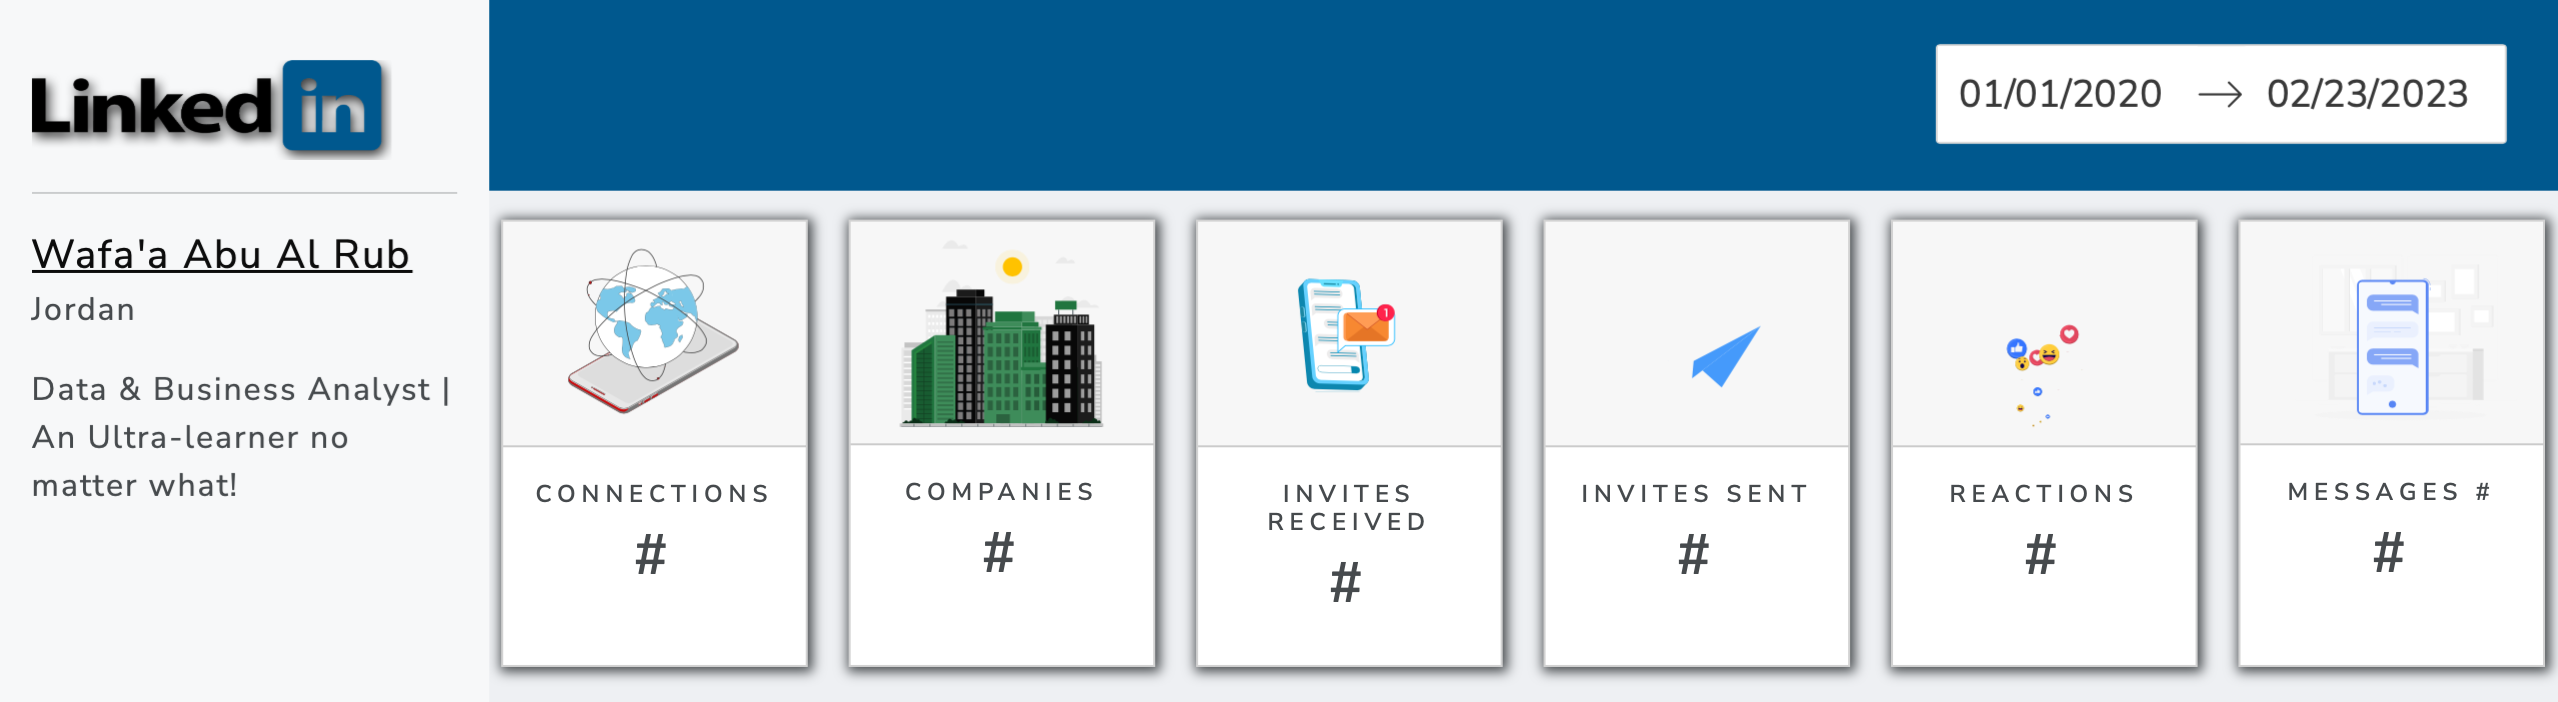 Linked in
01/01/2020 → 02/23/2023
Wafa'a Abu Al Rub
Jordan
Data & Business Analyst |
An Ultra-learner no
matter what!
CONNECTIONS
#
COMPANIES
#
1
INVITES
RECEIVED
#
INVITES SENT
#
REACTIONS
#
MESSAGES #
#